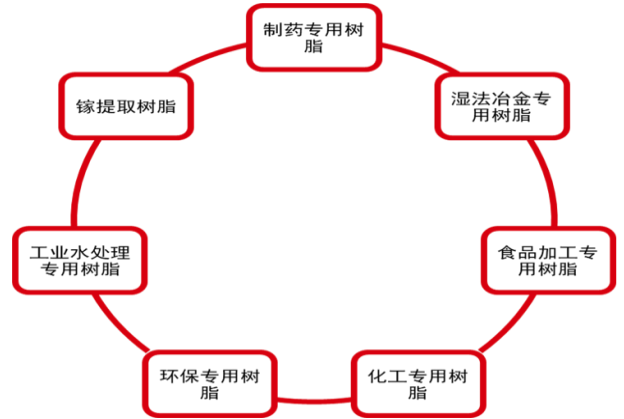 制药专用树
脂
湿法冶金专
用树脂
食品加工专
用树脂
化工专用树
脂
环保专用树
脂
工业水处理
专用树脂
镓提取树脂